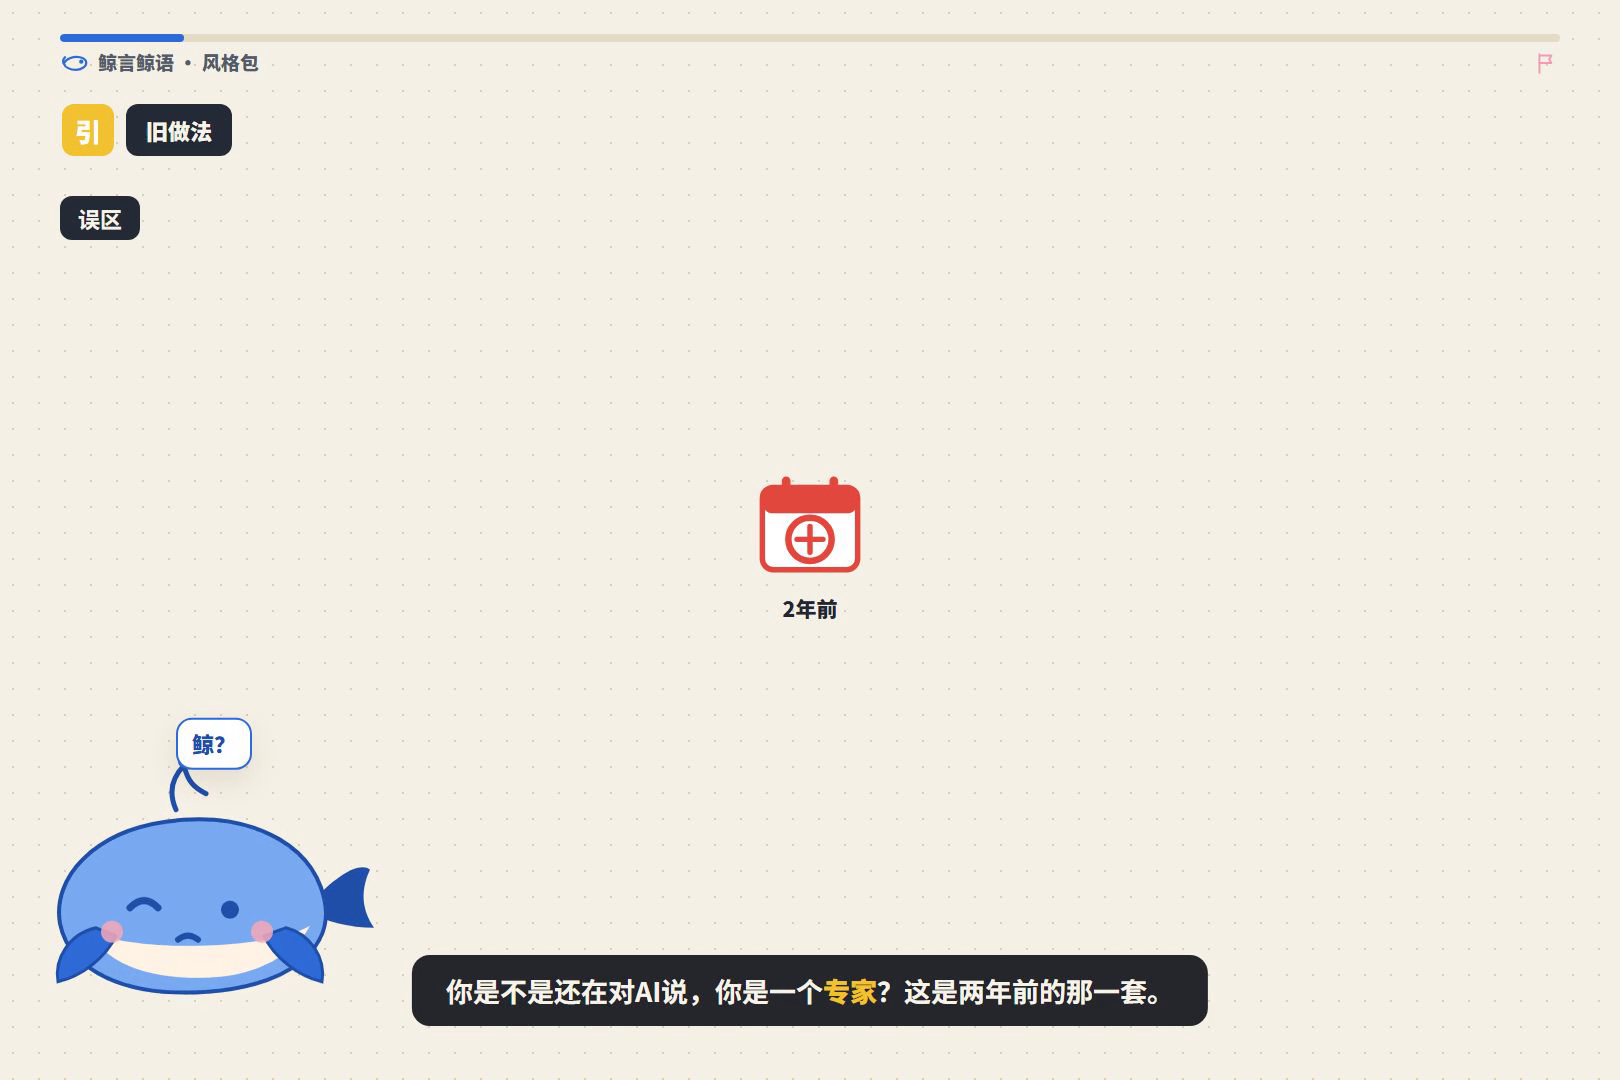 鲸言鲸语 • 风格包
引 旧做法
误区
2年前
鲸？
你是不是还在对AI说，你是一个专家？这是两年前的那一套。